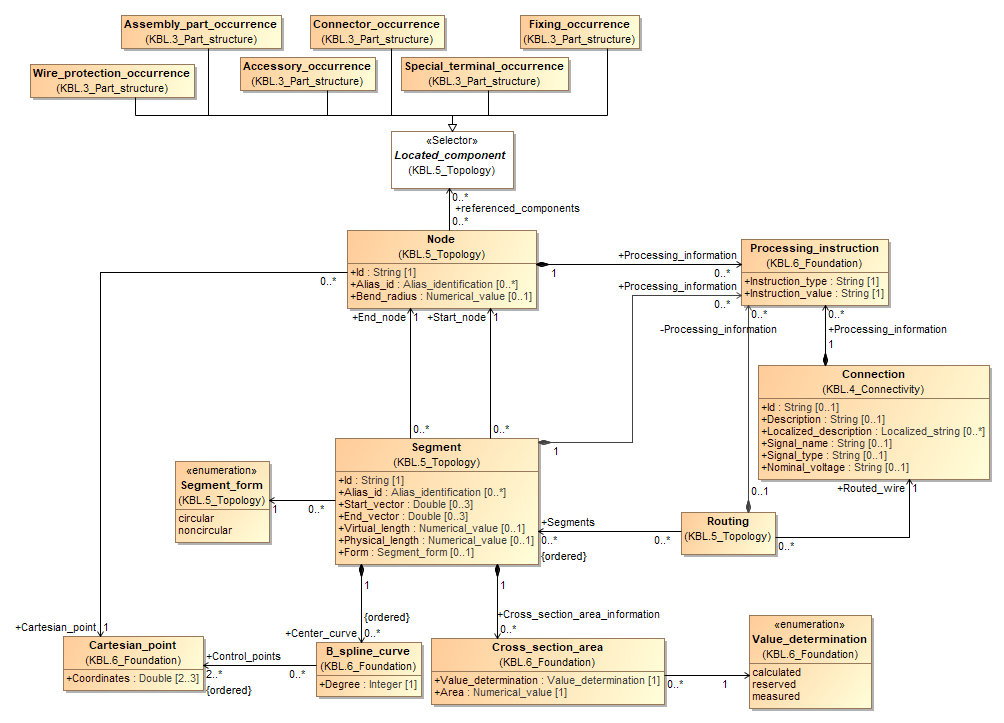 Assembly_part_occurrence
(KBL.3_Part_structure)
Connector_occurrence
(KBL.3_Part_structure)
Fixing_occurrence
(KBL.3_Part_structure)
Wire_protection_occurrence
(KBL.3_Part_structure)
Accessory_occurrence
(KBL.3_Part_structure)
Special_terminal_occurrence
(KBL.3_Part_structure)
«Selector»
Located_component
(KBL.5_Topology)
0..*
+referenced_components
0..*
Node
(KBL.5_Topology)
+Id : String [1]
+Alias_id : Alias_identification [0..*]
+Bend_radius : Numerical_value [0..1]
0..*
1
+Processing_information
0..*
+Processing_information
0..*
Processing_instruction
(KBL.6_Foundation)
+Instruction_type : String [1]
+Instruction_value : String [1]
+End_node
1
+Start_node
1
0..*
-Processing_information
0..*
+Processing_information
1
Connection
(KBL.4_Connectivity)
+Id : String [0..1]
+Description : String [0..1]
+Localized_description : Localized_string [0..*]
+Signal_name : String [0..1]
+Signal_type : String [0..1]
+Nominal_voltage : String [0..1]
0..*
0..*
Segment
(KBL.5_Topology)
+Id : String [1]
+Alias_id : Alias_identification [0..*]
+Start_vector : Double [0..3]
+End_vector : Double [0..3]
+Virtual_length : Numerical_value [0..1]
+Physical_length : Numerical_value [0..1]
+Form : Segment_form [0..1]
1
«enumeration»
Segment_form
(KBL.5_Topology)
circular
noncircular
1
0..*
+Routed_wire
1
0..1
Routing
(KBL.5_Topology)
0..*
+Segments
0..*
{ordered}
0..*
1
{ordered}
+Center_curve
0..*
1
+Cross_section_area_information
0..*
+Cartesian_point
1
Cartesian_point
(KBL.6_Foundation)
+Coordinates : Double [2..3]
+Control_points
2..*
{ordered}
0..*
B_spline_curve
(KBL.6_Foundation)
+Degree : Integer [1]
Cross_section_area
(KBL.6_Foundation)
+Value_determination : Value_determination [1]
+Area : Numerical_value [1]
0..*
1
«enumeration»
Value_determination
(KBL.6_Foundation)
calculated
reserved
measured